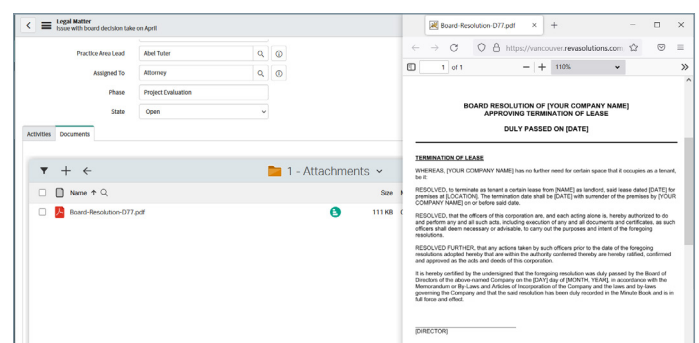 Legal Matter
Issue with board decision take on April
Practice Area Lead
Abel Tuter
Assigned To
Attorney
Phase
Project Evaluation
State
Open
Activities
Documents
1 - Attachments
Name
Size
Board-Resolution-D77.pdf
111 KB
Board-Resolution-D77.pdf
https://vancouver.revasolutions.com
1 of 1
110%
BOARD RESOLUTION OF [YOUR COMPANY NAME]
APPROVING TERMINATION OF LEASE
DULY PASSED ON [DATE]
TERMINATION OF LEASE
WHEREAS, [YOUR COMPANY NAME] has no further need for certain space that it occupies as a tenant,
be it:
RESOLVED, to terminate as tenant a certain lease from [NAME] as landlord, said lease dated [DATE] for
premises at [LOCATION]. The termination date shall be [DATE] with surrender of the premises by [YOUR
COMPANY NAME] on or before said date.
RESOLVED, that the officers of this corporation are, and each acting alone is, hereby authorized to do
and perform any and all such acts, including execution of any and all documents and certificates, as such
officers shall deem necessary or advisable, to carry out the purposes and intent of the foregoing
resolutions.
RESOLVED FURTHER, that any actions taken by such officers prior to the date of the foregoing
resolutions adopted hereby that are within the authority conferred thereby are hereby ratified, confirmed
and approved as the acts and deeds of this corporation.
It is hereby certified by the undersigned that the foregoing resolution was duly passed by the Board of
Directors of the above-named Company on the [DAY] day of [MONTH, YEAR], in accordance with the
Memorandum or By-Laws and Articles of Incorporation of the Company and the laws and by-laws
governing the Company and that the said resolution has been duly recorded in the Minute Book and is in
full force and effect.
[DIRECTOR]